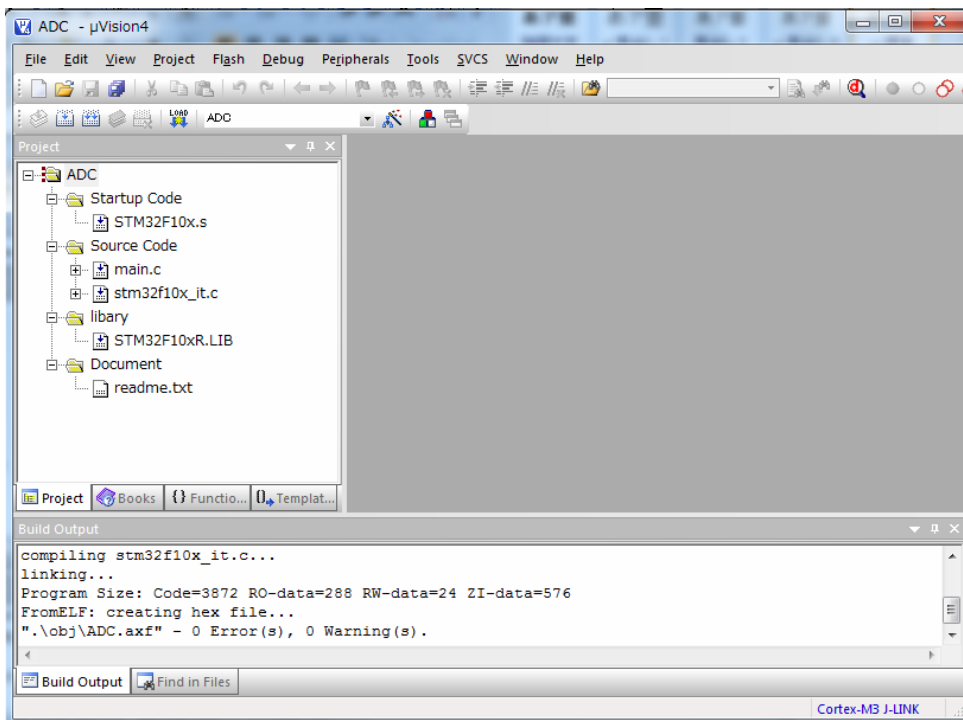 ADC - µVision4
File Edit View Project Flash Debug Peripherals Tools SVCS Window Help
LOAD ADC
Project
ADC
Startup Code
STM32F10x.s
Source Code
main.c
stm32f10x_it.c
libary
STM32F10xR.LIB
Document
readme.txt
Project Books {} Functio... 0 Templat...
Build Output
compiling stm32f10x_it.c...
linking...
Program Size: Code=3872 RO-data=288 RW-data=24 ZI-data=576
FromELF: creating hex file...
".\obj\ADC.axf" - 0 Error(s), 0 Warning(s).
Build Output Find in Files
Cortex-M3 J-LINK